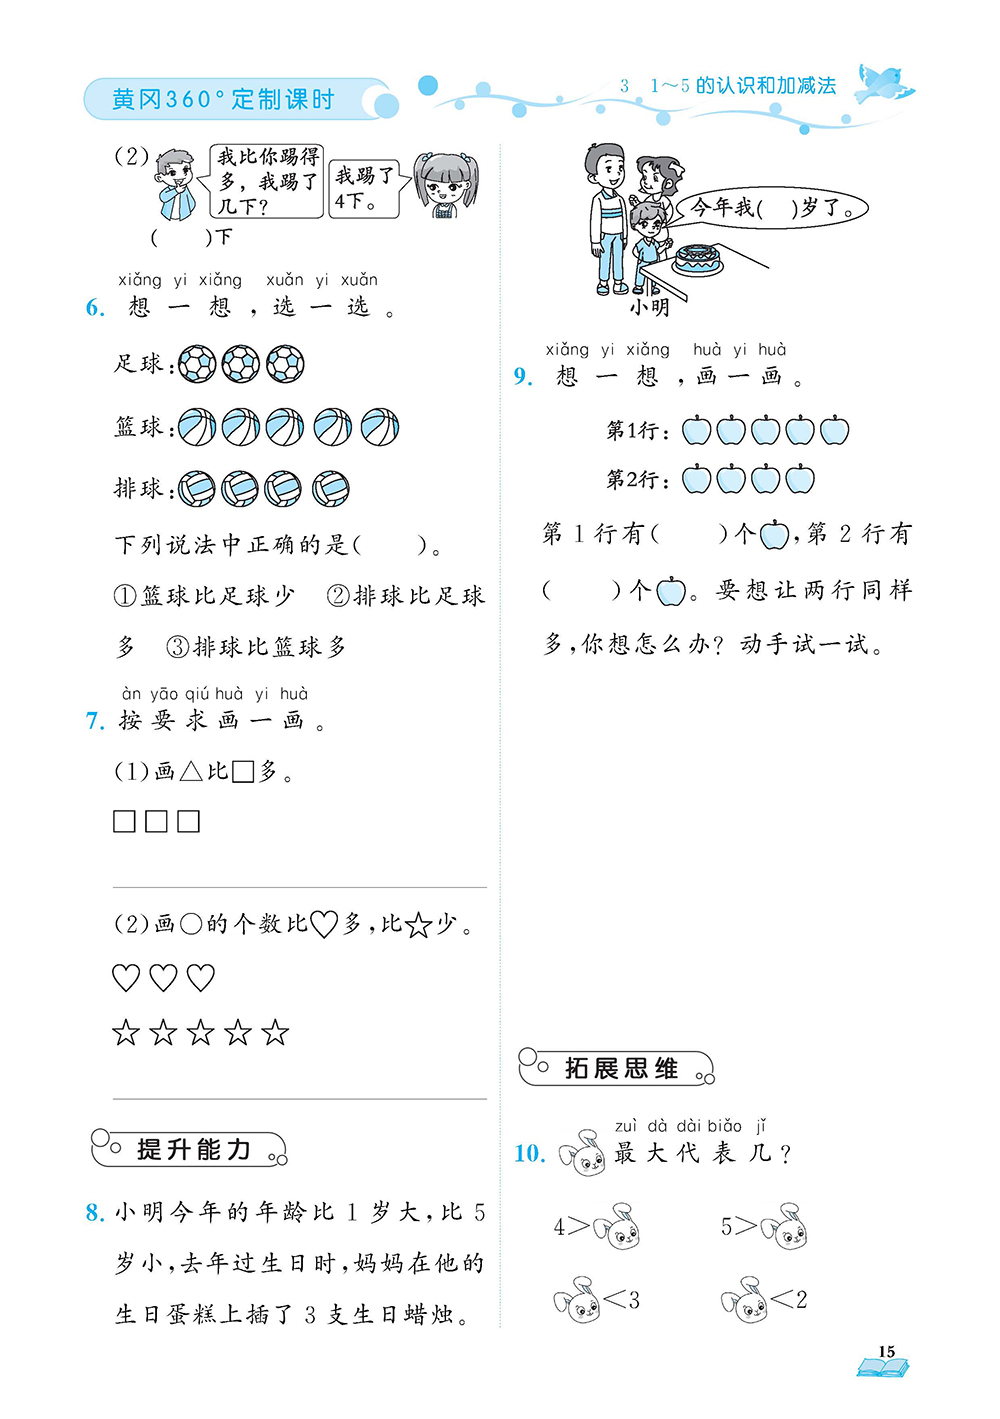 黄冈360°定制课时
3 1～5的认识和加减法
(2)
我比你踢得
多，我踢了
几下？
我踢了
4下。
( )下
xiǎng yi xiǎng xuǎn yi xuǎn
6. 想一想，选一选。
足球：
篮球：
排球：
下列说法中正确的是( )。
①篮球比足球少 ②排球比足球
多 ③排球比篮球多
àn yāo qiú huà yi huà
7. 按要求画一画。
(1)画△比□多。
□ □ □
(2)画○的个数比♡多，比☆少。
♡ ♡ ♡
☆ ☆ ☆ ☆ ☆
提升能力
8. 小明今年的年龄比 1 岁大，比 5
岁小，去年过生日时，妈妈在他的
生日蛋糕上插了 3 支生日蜡烛。
今年我( )岁了。
小明
xiǎng yi xiǎng huà yi huà
9. 想一想，画一画。
第1行：
第2行：
第 1 行有( )个，第 2 行有
( )个。要想让两行同样
多，你想怎么办？动手试一试。
拓展思维
zuì dà dài biǎo jǐ
10. 最大代表几？
4＞ 5＞
＜3 ＜2
15